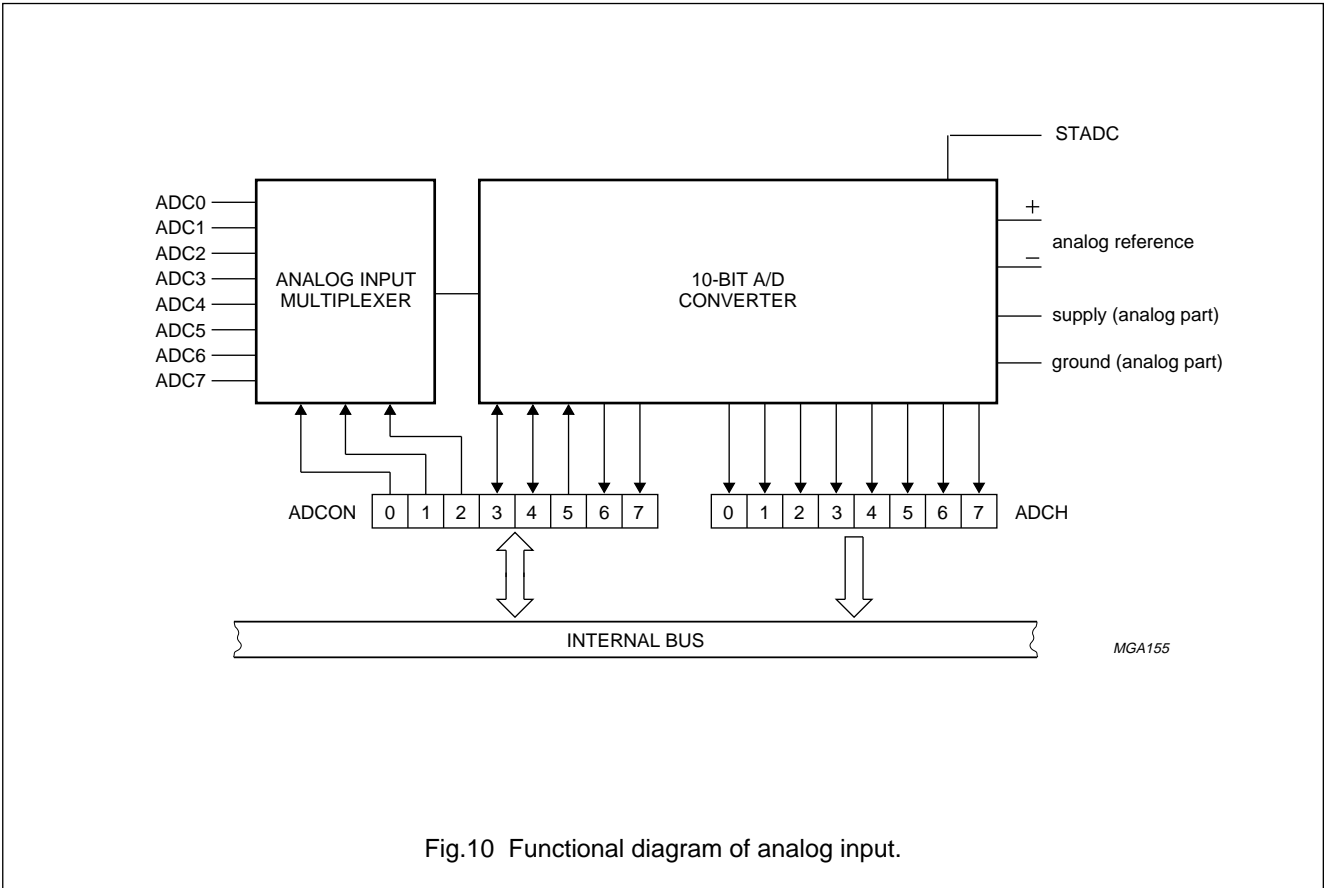 STADC
+
analog reference
−
supply (analog part)
ground (analog part)
ADC0
ADC1
ADC2
ADC3
ADC4
ADC5
ADC6
ADC7
ANALOG INPUT
MULTIPLEXER
10-BIT A/D
CONVERTER
ADCON 0 1 2 3 4 5 6 7
0 1 2 3 4 5 6 7 ADCH
INTERNAL BUS
MGA155
Fig.10 Functional diagram of analog input.